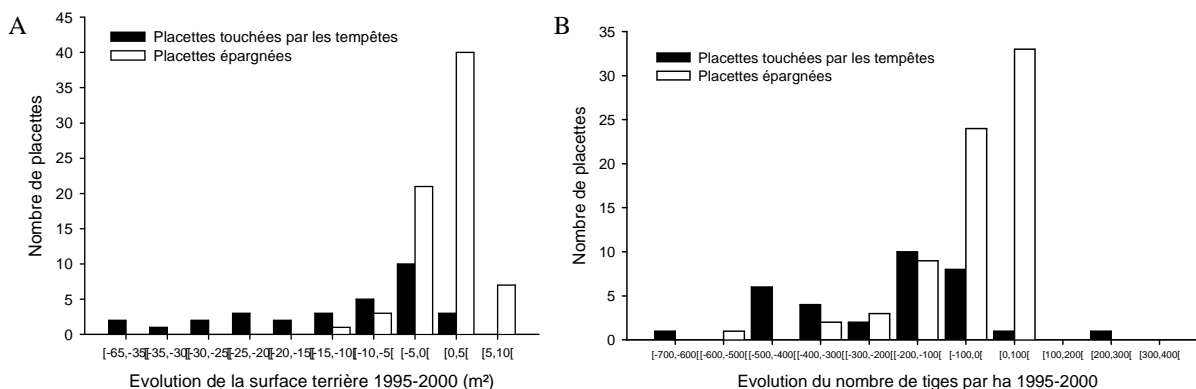 A
Nombre de placettes
45
40
35
30
25
20
15
10
5
0
Placettes touchées par les tempêtes
Placettes épargnées
[-65,-35[ [-35,-30[ [-30,-25[ [-25,-20[ [-20,-15[ [-15,-10[ [-10,-5[ [-5,0[ [0,5[ [5,10[
Evolution de la surface terrière 1995-2000 (m²)
B
Nombre de placettes
35
30
25
20
15
10
5
0
Placettes touchées par les tempêtes
Placettes épargnées
[-700,-600[ [-600,-500[ [-500,-400[ [-400,-300[ [-300,-200[ [-200,-100[ [-100,0[ [0,100[ [100,200[ [200,300[ [300,400[
Evolution du nombre de tiges par ha 1995-2000